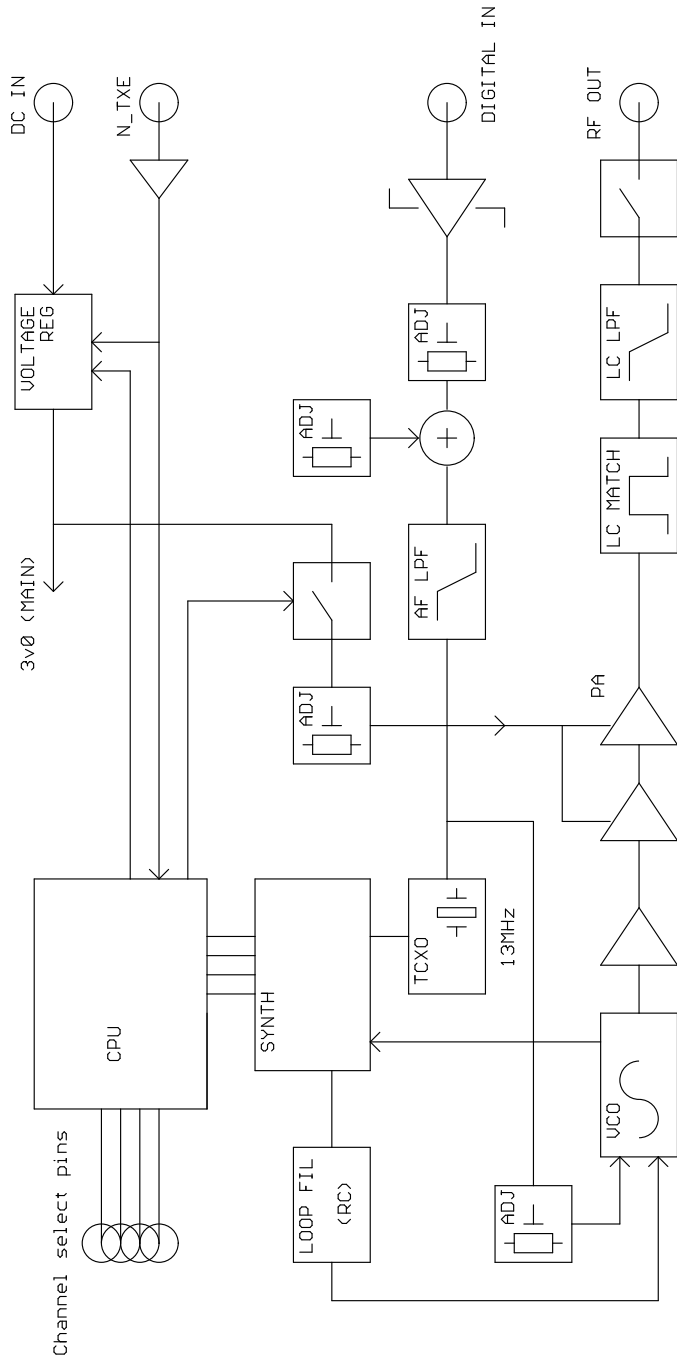 Channel select pins
CPU
3v0 (MAIN)
VOLTAGE
REG
DC IN
N_TXE
LOOP FIL
(RC)
SYNTH
ADJ
ADJ
ADJ
DIGITAL IN
TCXO
13MHz
AF LPF
ADJ
VCO
PA
LC MATCH
LC LPF
RF OUT
+